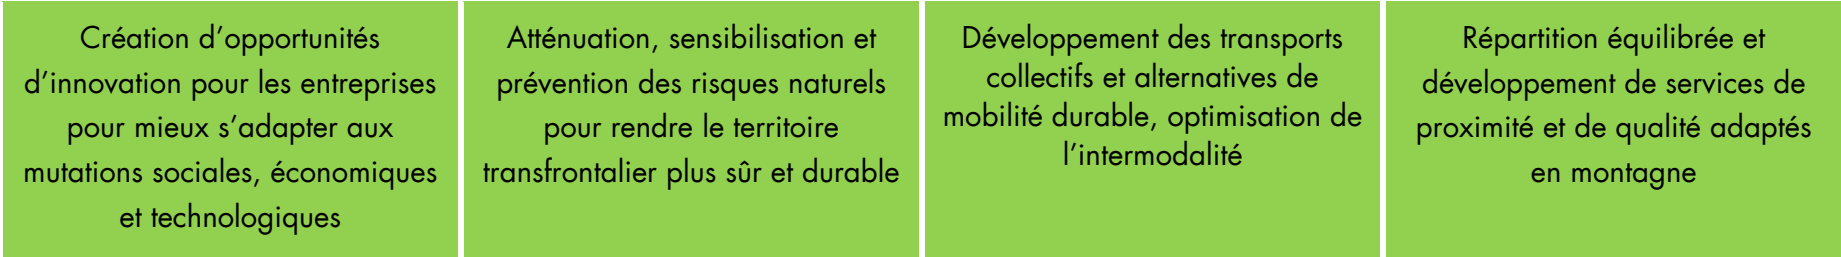 Création d’opportunités
d’innovation pour les entreprises
pour mieux s’adapter aux
mutations sociales, économiques
et technologiques
Atténuation, sensibilisation et
prévention des risques naturels
pour rendre le territoire
transfrontalier plus sûr et durable
Développement des transports
collectifs et alternatives de
mobilité durable, optimisation de
l’intermodalité
Répartition équilibrée et
développement de services de
proximité et de qualité adaptés
en montagne